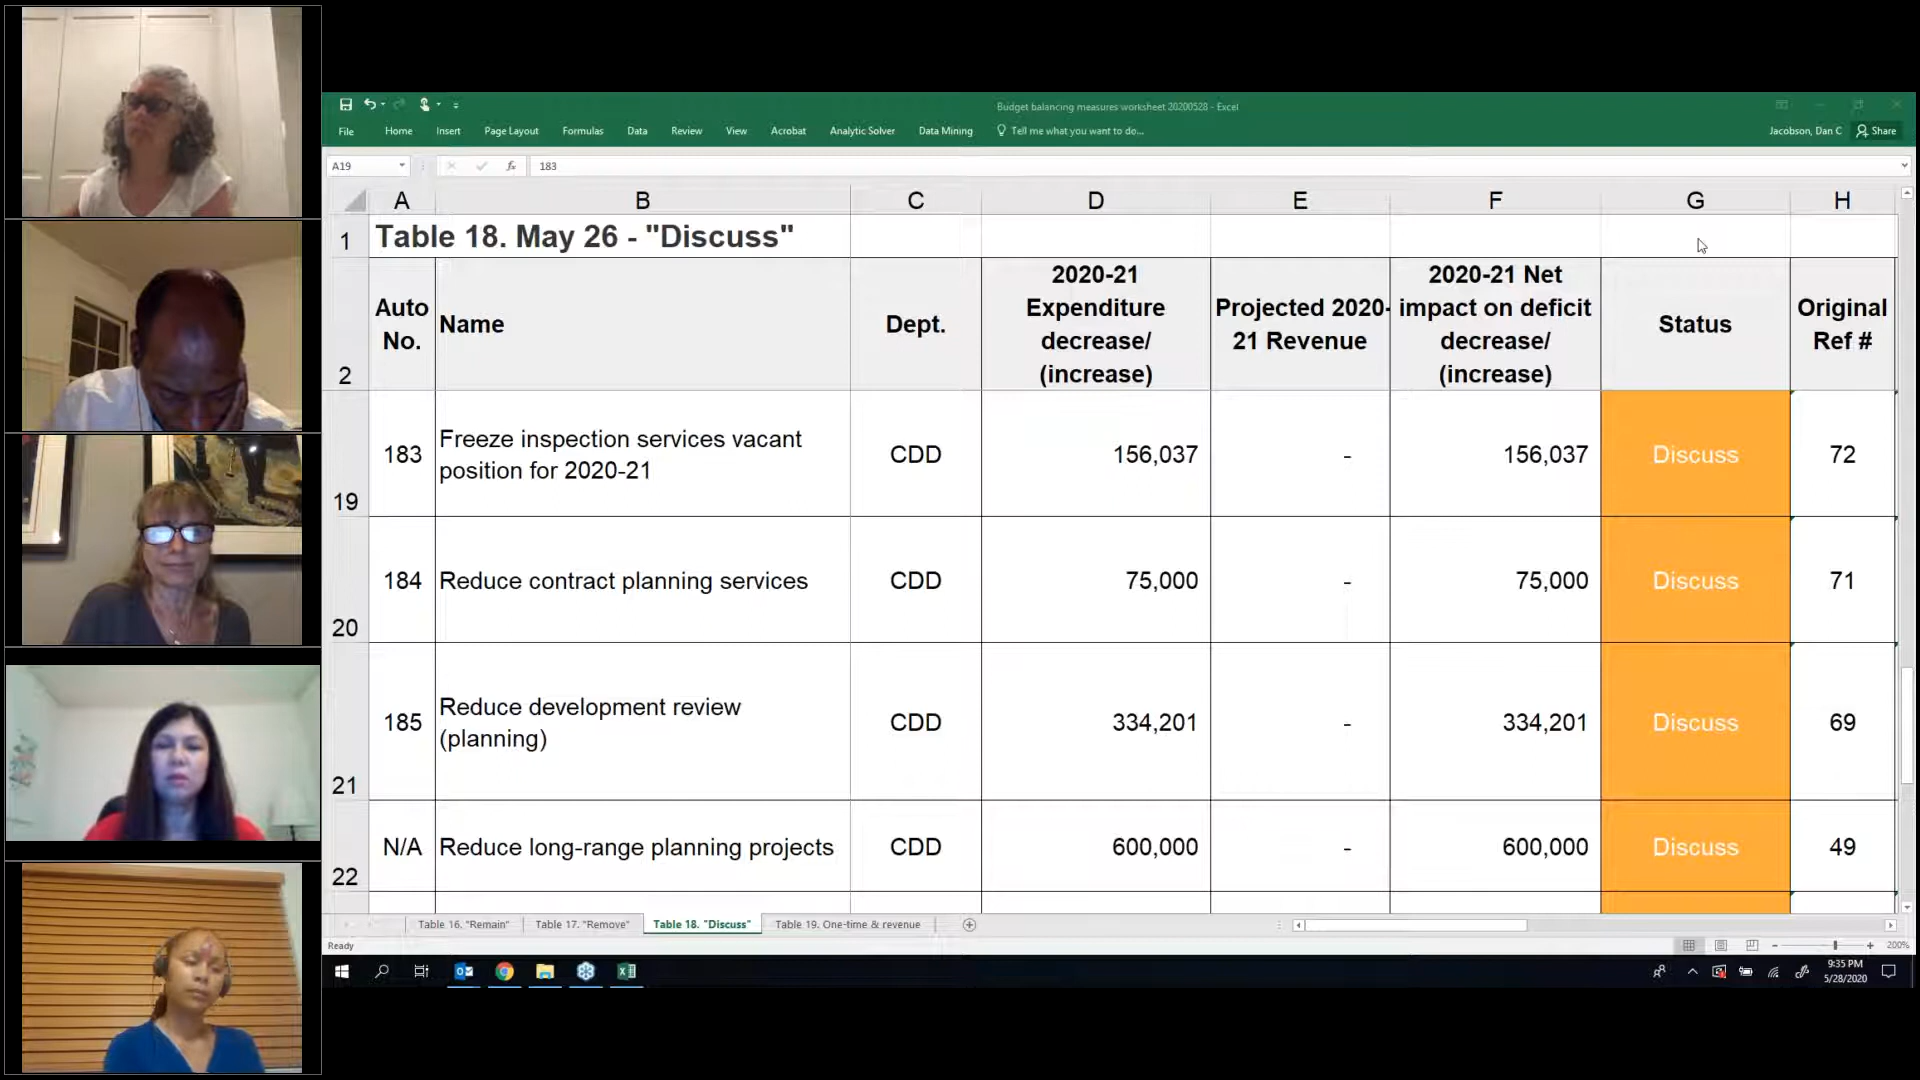 Budget balancing measures worksheet 20200528 - Excel
File Home Insert Page Layout Formulas Data Review View Acrobat Analytic Solver Data Mining Tell me what you want to do... Jacobson, Dan C Share
A19 fx 183
A B C D E F G H
1 Table 18. May 26 - "Discuss"
2020-21 2020-21 Net
Auto Expenditure Projected 2020- impact on deficit Original
Name Dept. Status
No. decrease/ 21 Revenue decrease/ Ref #
2 (increase) (increase)
Freeze inspection services vacant
183 CDD 156,037 - 156,037 Discuss 72
position for 2020-21
19
184 Reduce contract planning services CDD 75,000 - 75,000 Discuss 71
20
Reduce development review
185 CDD 334,201 - 334,201 Discuss 69
(planning)
21
N/A Reduce long-range planning projects CDD 600,000 - 600,000 Discuss 49
22
Table 16. "Remain" Table 17. "Remove" Table 18. "Discuss" Table 19. One-time & revenue
Ready 200%
9:35 PM
5/28/2020